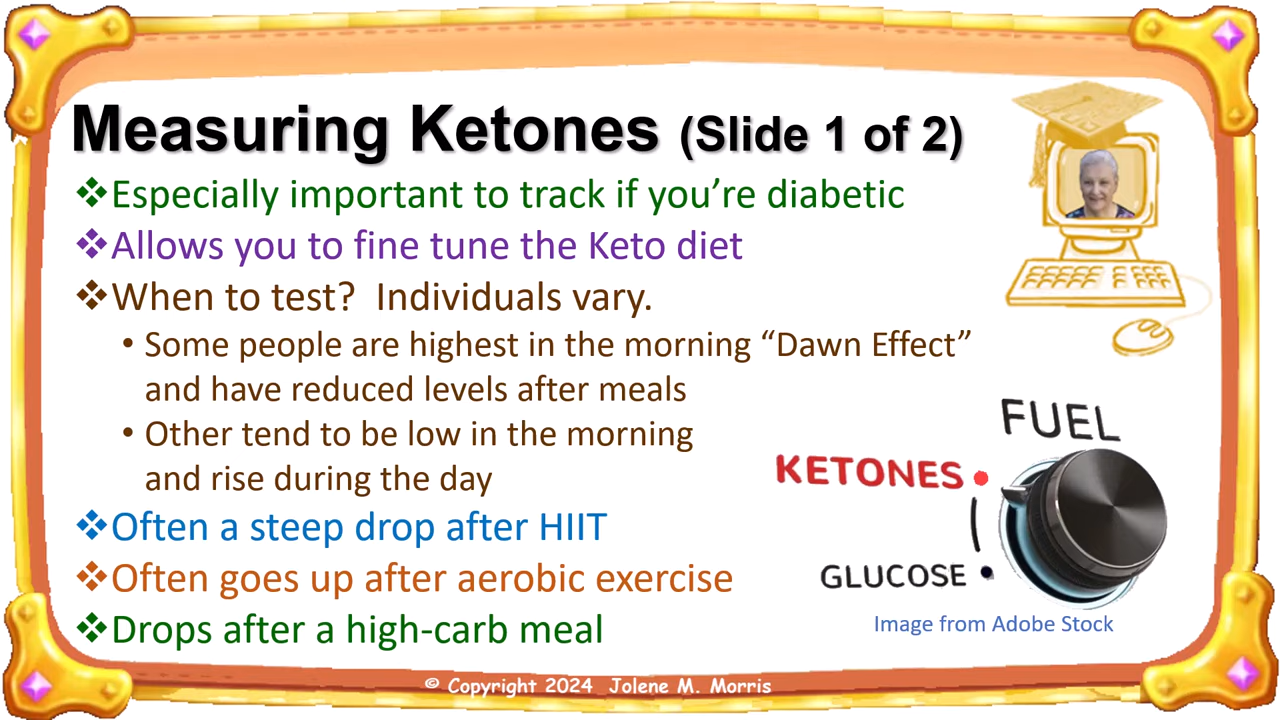 Measuring Ketones (Slide 1 of 2)
❖Especially important to track if you’re diabetic
❖Allows you to fine tune the Keto diet
❖When to test?  Individuals vary.
• Some people are highest in the morning “Dawn Effect”
and have reduced levels after meals
• Other tend to be low in the morning
and rise during the day
❖Often a steep drop after HIIT
❖Often goes up after aerobic exercise
❖Drops after a high-carb meal
FUEL
KETONES
GLUCOSE
Image from Adobe Stock
© Copyright 2024  Jolene M. Morris